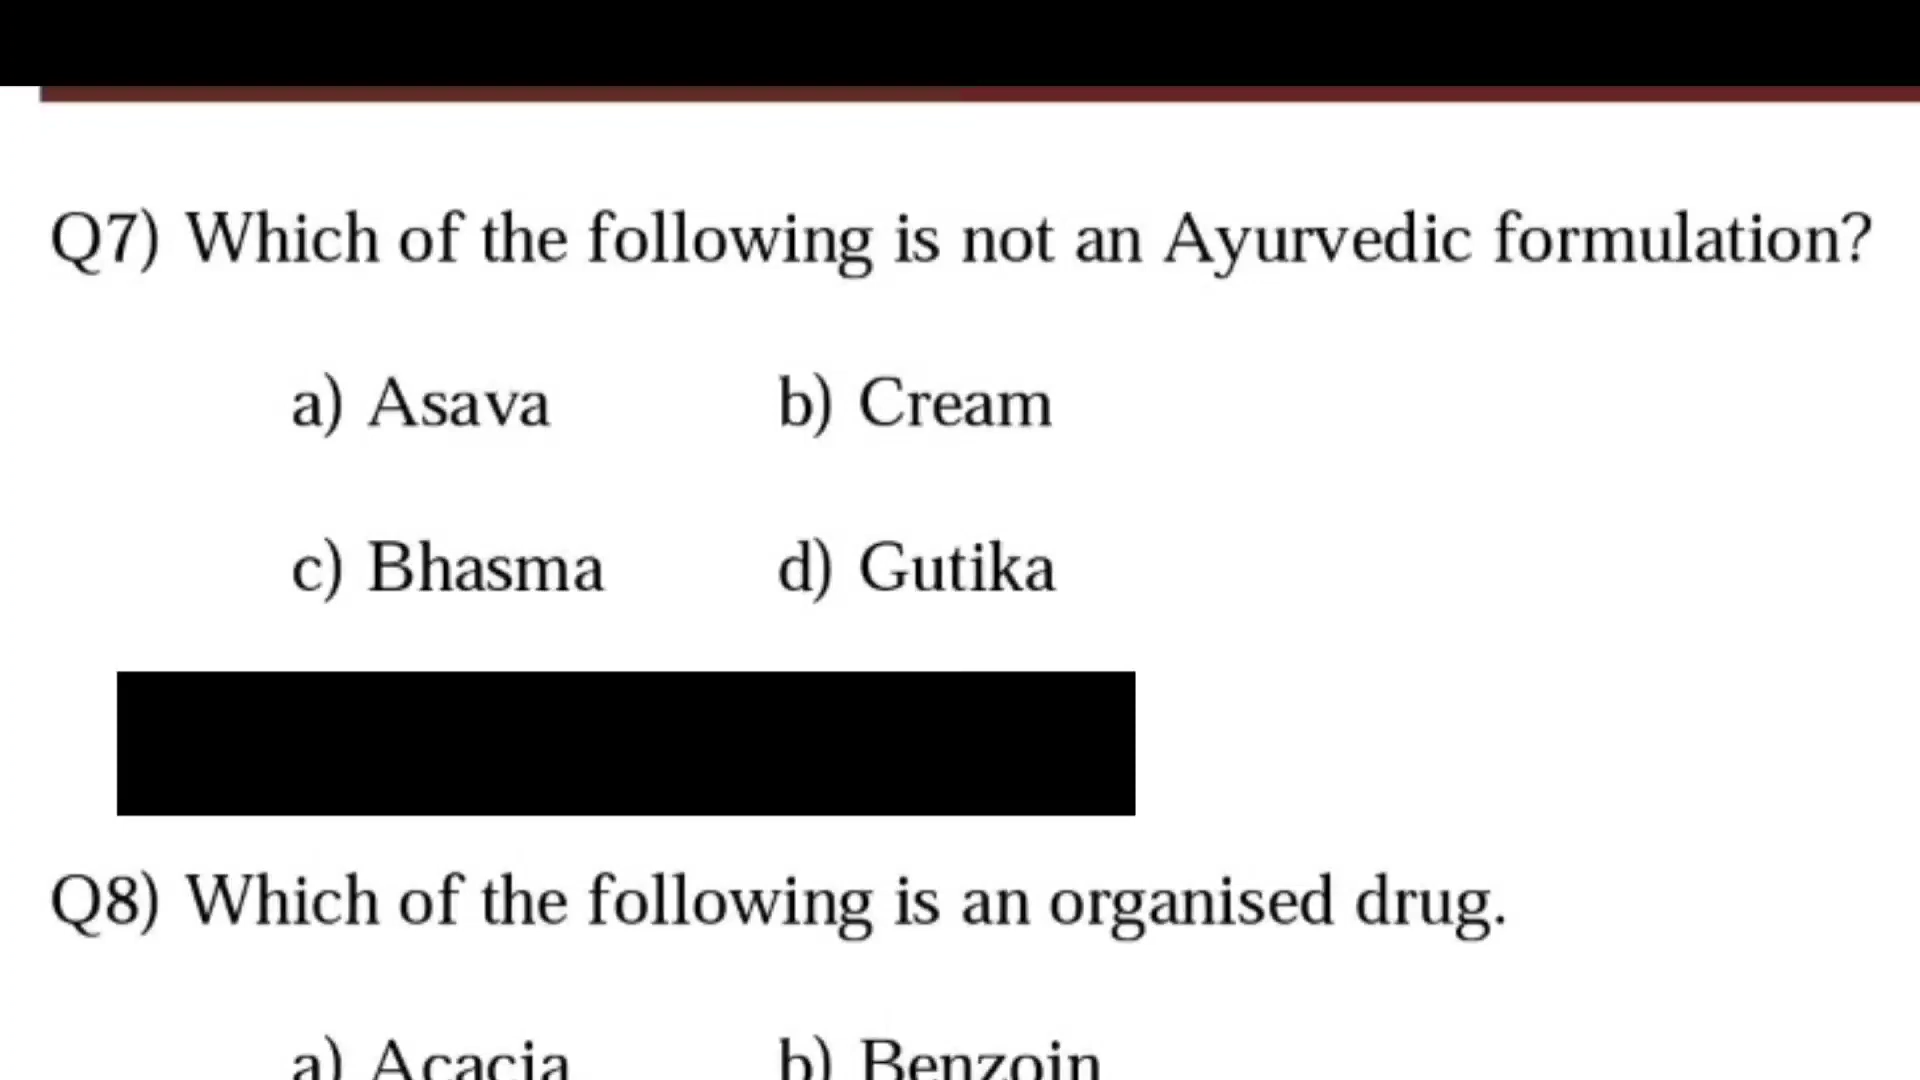 Q7) Which of the following is not an Ayurvedic formulation?
a) Asava b) Cream
c) Bhasma d) Gutika
Q8) Which of the following is an organised drug.
a) Acacia b) Benzoin